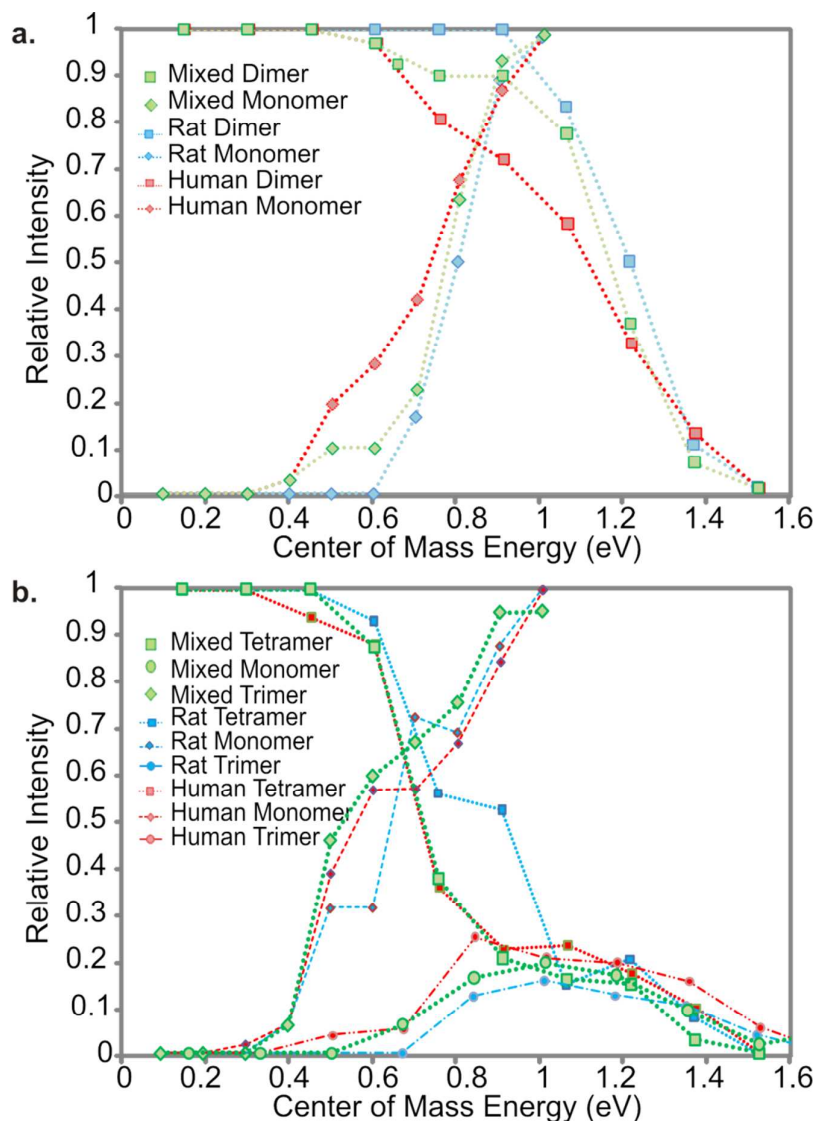 a.
1
0.9
0.8
0.7
0.6
0.5
0.4
0.3
0.2
0.1
0
Relative Intensity
Mixed Dimer
Mixed Monomer
Rat Dimer
Rat Monomer
Human Dimer
Human Monomer
0 0.2 0.4 0.6 0.8 1 1.2 1.4 1.6
Center of Mass Energy (eV)
b.
1
0.9
0.8
0.7
0.6
0.5
0.4
0.3
0.2
0.1
0
Relative Intensity
Mixed Tetramer
Mixed Monomer
Mixed Trimer
Rat Tetramer
Rat Monomer
Rat Trimer
Human Tetramer
Human Monomer
Human Trimer
0 0.2 0.4 0.6 0.8 1 1.2 1.4 1.6
Center of Mass Energy (eV)